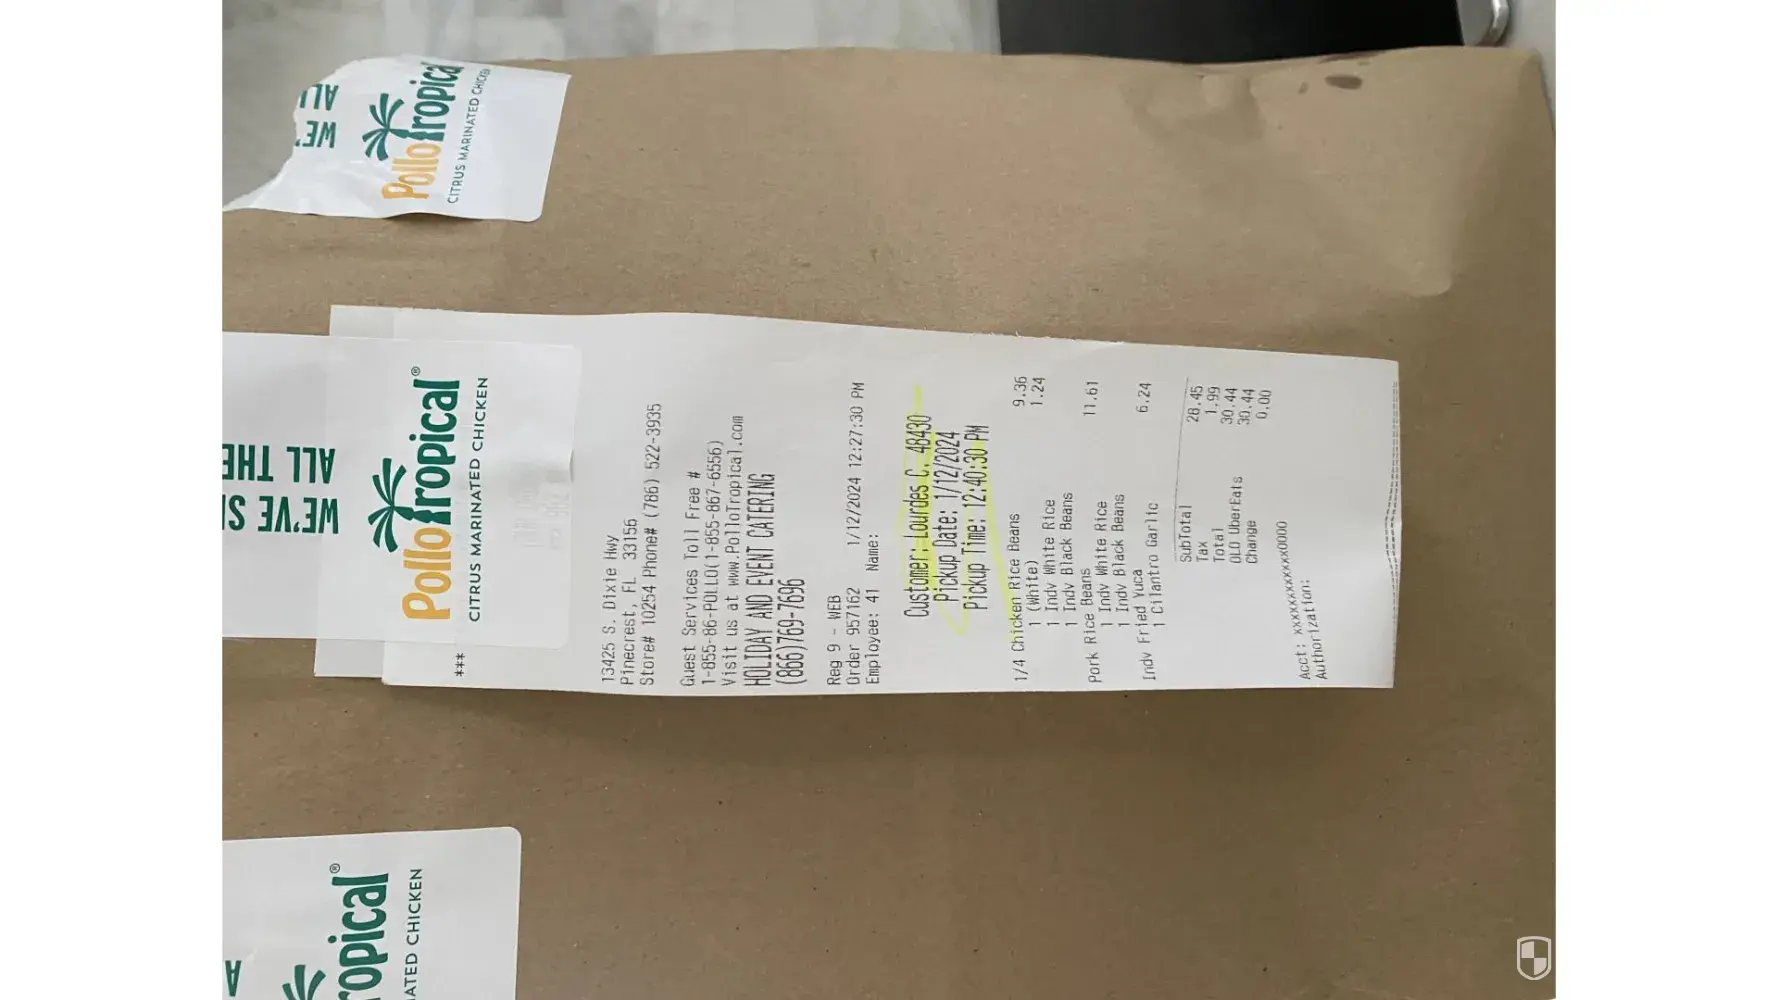 WE'
ALL
Pollo Tropical
CITRUS MARINATED CHICKEN
WE'VE SE
ALL THE
Pollo Tropical®
CITRUS MARINATED CHICKEN
***
13425 S. Dixie Hwy
Pinecrest, FL 33156
Store# 10254 Phone# (786) 522-3935
Guest Services Toll Free #
1-855-86-POLLO(1-855-867-6556)
Visit us at www.PolloTropical.com
HOLIDAY AND EVENT CATERING
(866)769-7696
Reg 9 - WEB
Order 957162 1/12/2024 12:27:30 PM
Employee: 41 Name:
Customer: Lourdes C. 48430
Pickup Date: 1/12/2024
Pickup Time: 12:40:30 PM
1/4 Chicken Rice Beans 9.36
1 (White) 1.24
1 Indv White Rice
1 Indv Black Beans
Pork Rice Beans 11.61
1 Indv White Rice
1 Indv Black Beans
Indv Fried Yuca 6.24
1 Cilantro Garlic
SubTotal 28.45
Tax 1.99
Total 30.44
OLO UberEats 30.44
Change 0.00
Acct: xxxxxxxxxxxxxxx0000
Authorization:
A
ropical®
ATED CHICKEN